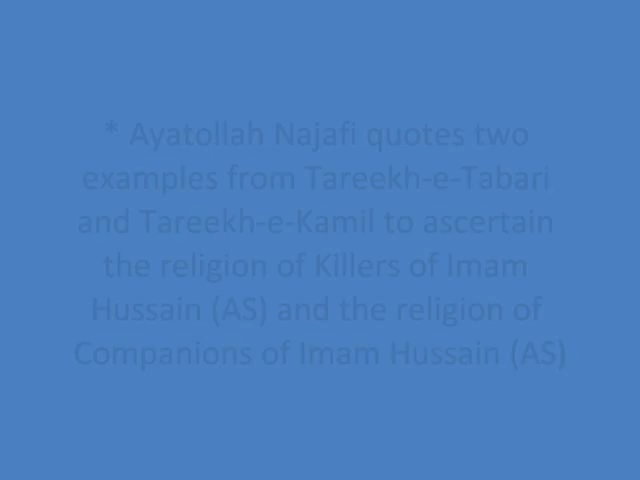 * Ayatollah Najafi quotes two
examples from Tareekh-e-Tabari
and Tareekh-e-Kamil to ascertain
the religion of Killers of Imam
Hussain (AS) and the religion of
Companions of Imam Hussain (AS)